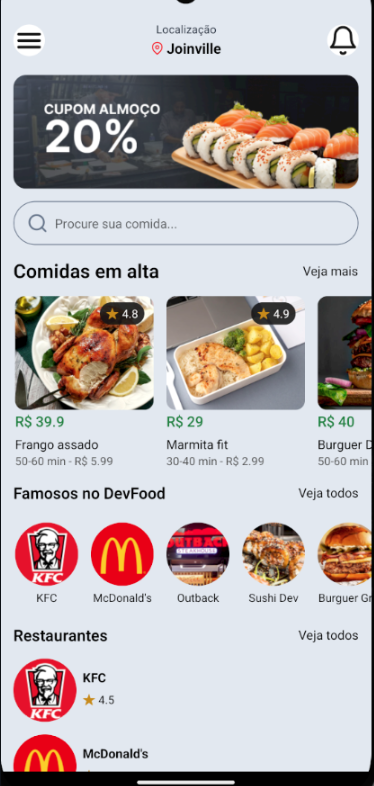 Localização
Joinville
CUPOM ALMOÇO
20%
Procure sua comida...
Comidas em alta
Veja mais
4.8
4.9
R$ 39.9
R$ 29
R$ 40
Frango assado
Marmita fit
Burguer D
50-60 min - R$ 5.99
30-40 min - R$ 2.99
50-60 min
Famosos no DevFood
Veja todos
KFC
OUTBACK
STEAKHOUSE
KFC
McDonald's
Outback
Sushi Dev
Burguer Gr
Restaurantes
Veja todos
KFC
KFC
4.5
McDonald's